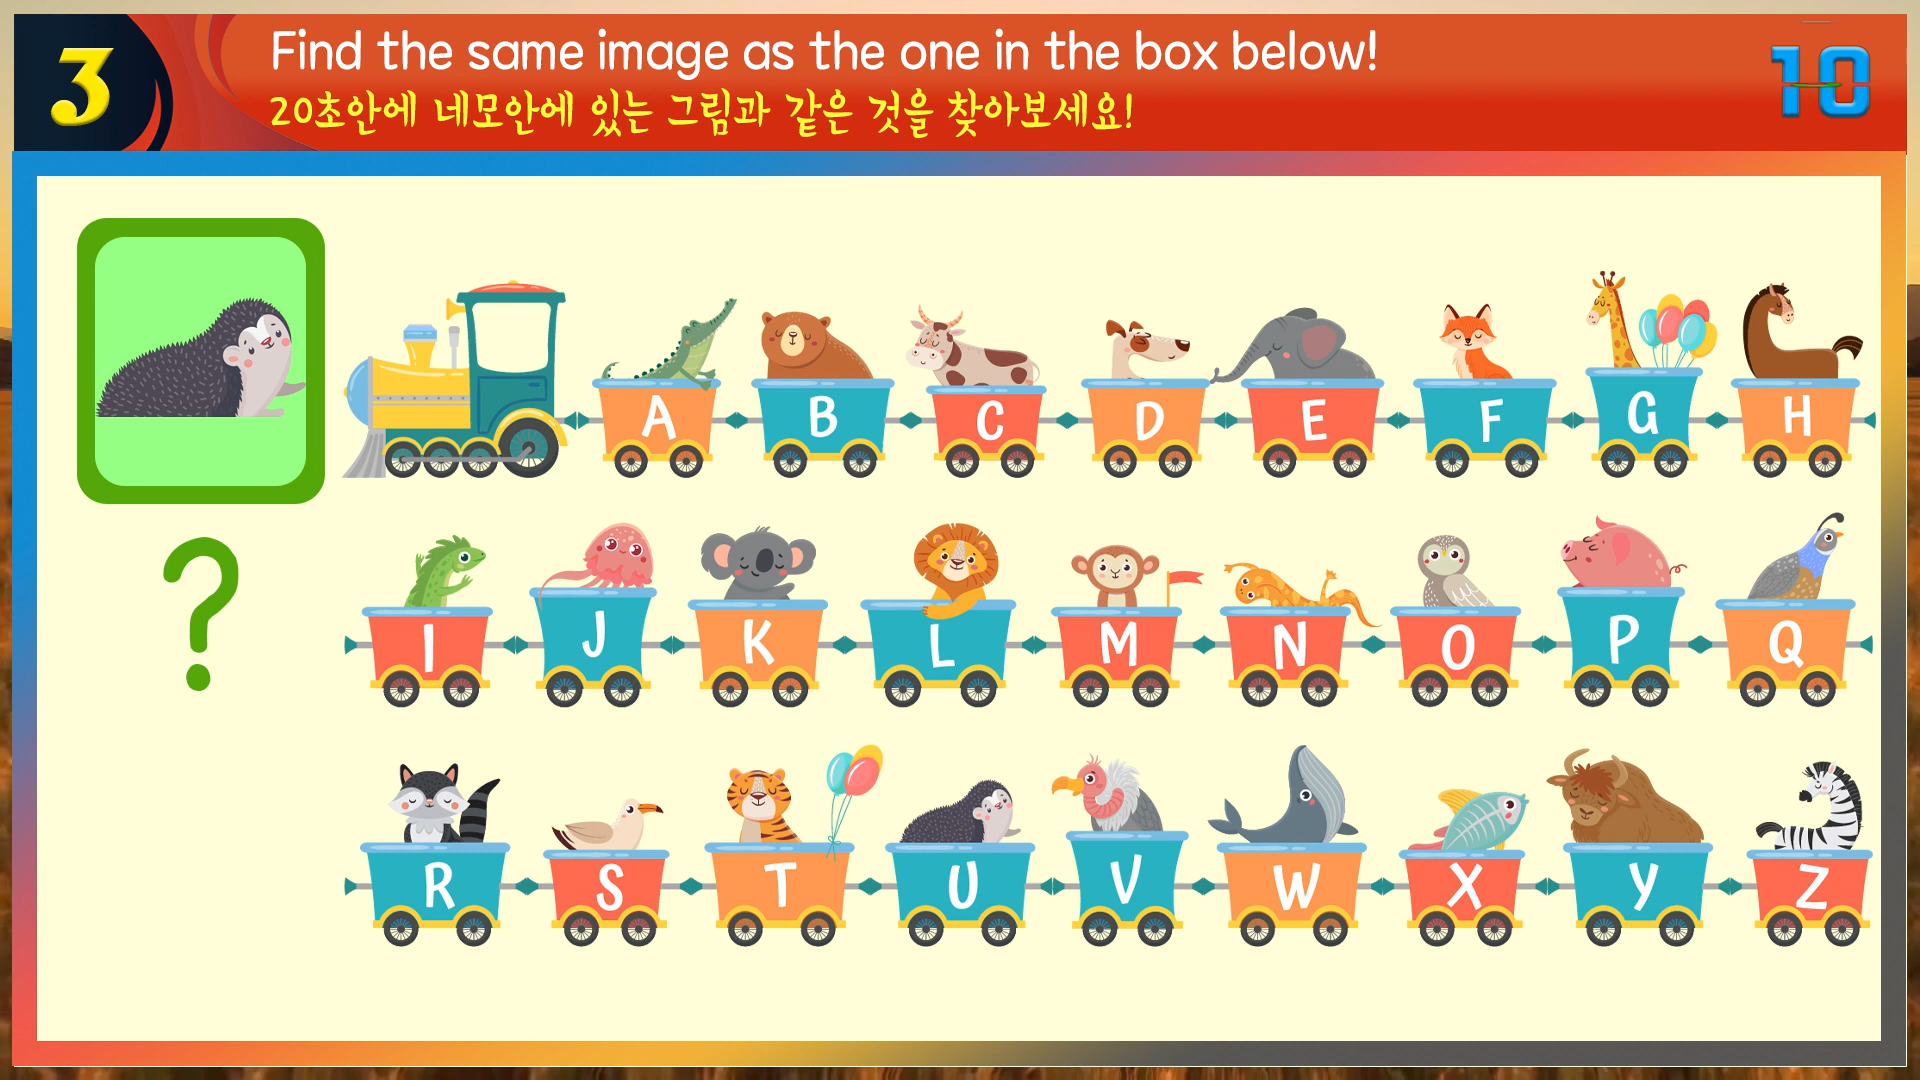 3
Find the same image as the one in the box below!
20초안에 네모안에 있는 그림과 같은 것을 찾아보세요!
10
?
A B C D E F G H
I J K L M N O P Q
R S T U V W X Y Z